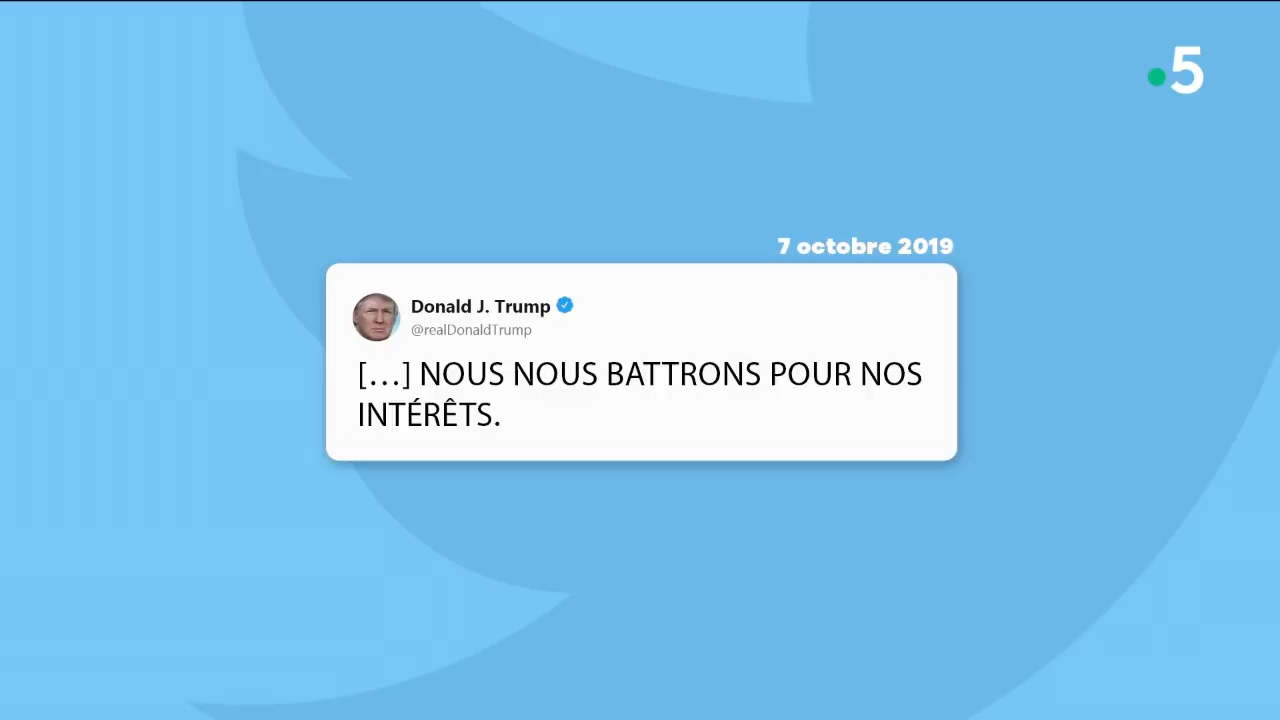 5
7 octobre 2019
Donald J. Trump
@realDonaldTrump
[...] NOUS NOUS BATTRONS POUR NOS
INTÉRÊTS.